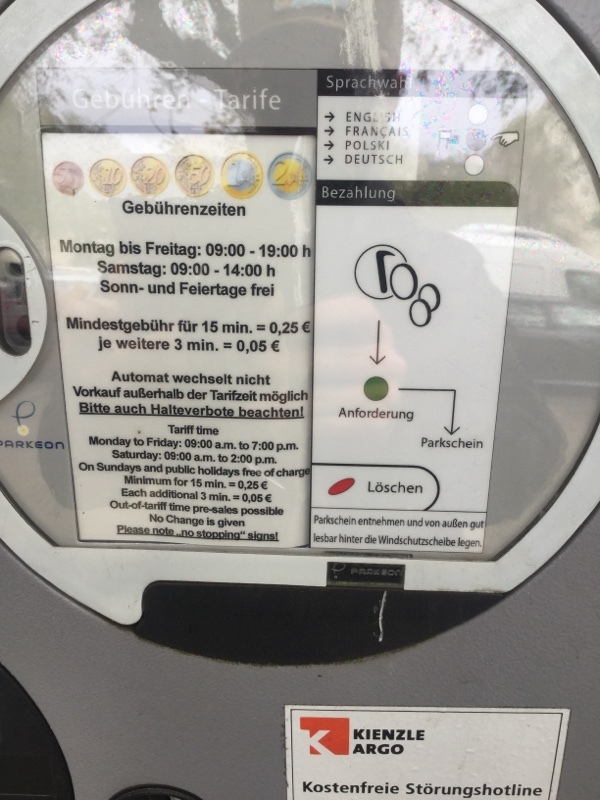 Gebühren - Tarife
5 10 20 50 1 2
Gebührenzeiten
Montag bis Freitag: 09:00 - 19:00 h
Samstag: 09:00 - 14:00 h
Sonn- und Feiertage frei
Mindestgebühr für 15 min. = 0,25 €
je weitere 3 min. = 0,05 €
Automat wechselt nicht
Vorkauf außerhalb der Tarifzeit möglich
Bitte auch Halteverbote beachten!
Tariff time
Monday to Friday: 09:00 a.m. to 7:00 p.m.
Saturday: 09:00 a.m. to 2:00 p.m.
On Sundays and public holidays free of charge
Minimum for 15 min. = 0,25 €
Each additional 3 min. = 0,05 €
Out-of-tariff time pre-sales possible
No Change is given
Please note „no stopping" signs!
Sprachwahl
→ ENGLISH
→ FRANÇAIS
→ POLSKI
→ DEUTSCH
Bezahlung
Anforderung
Parkschein
Löschen
Parkschein entnehmen und von außen gut
lesbar hinter die Windschutzscheibe legen.
PARKEON
PARKEON
KIENZLE
ARGO
Kostenfreie Störungshotline